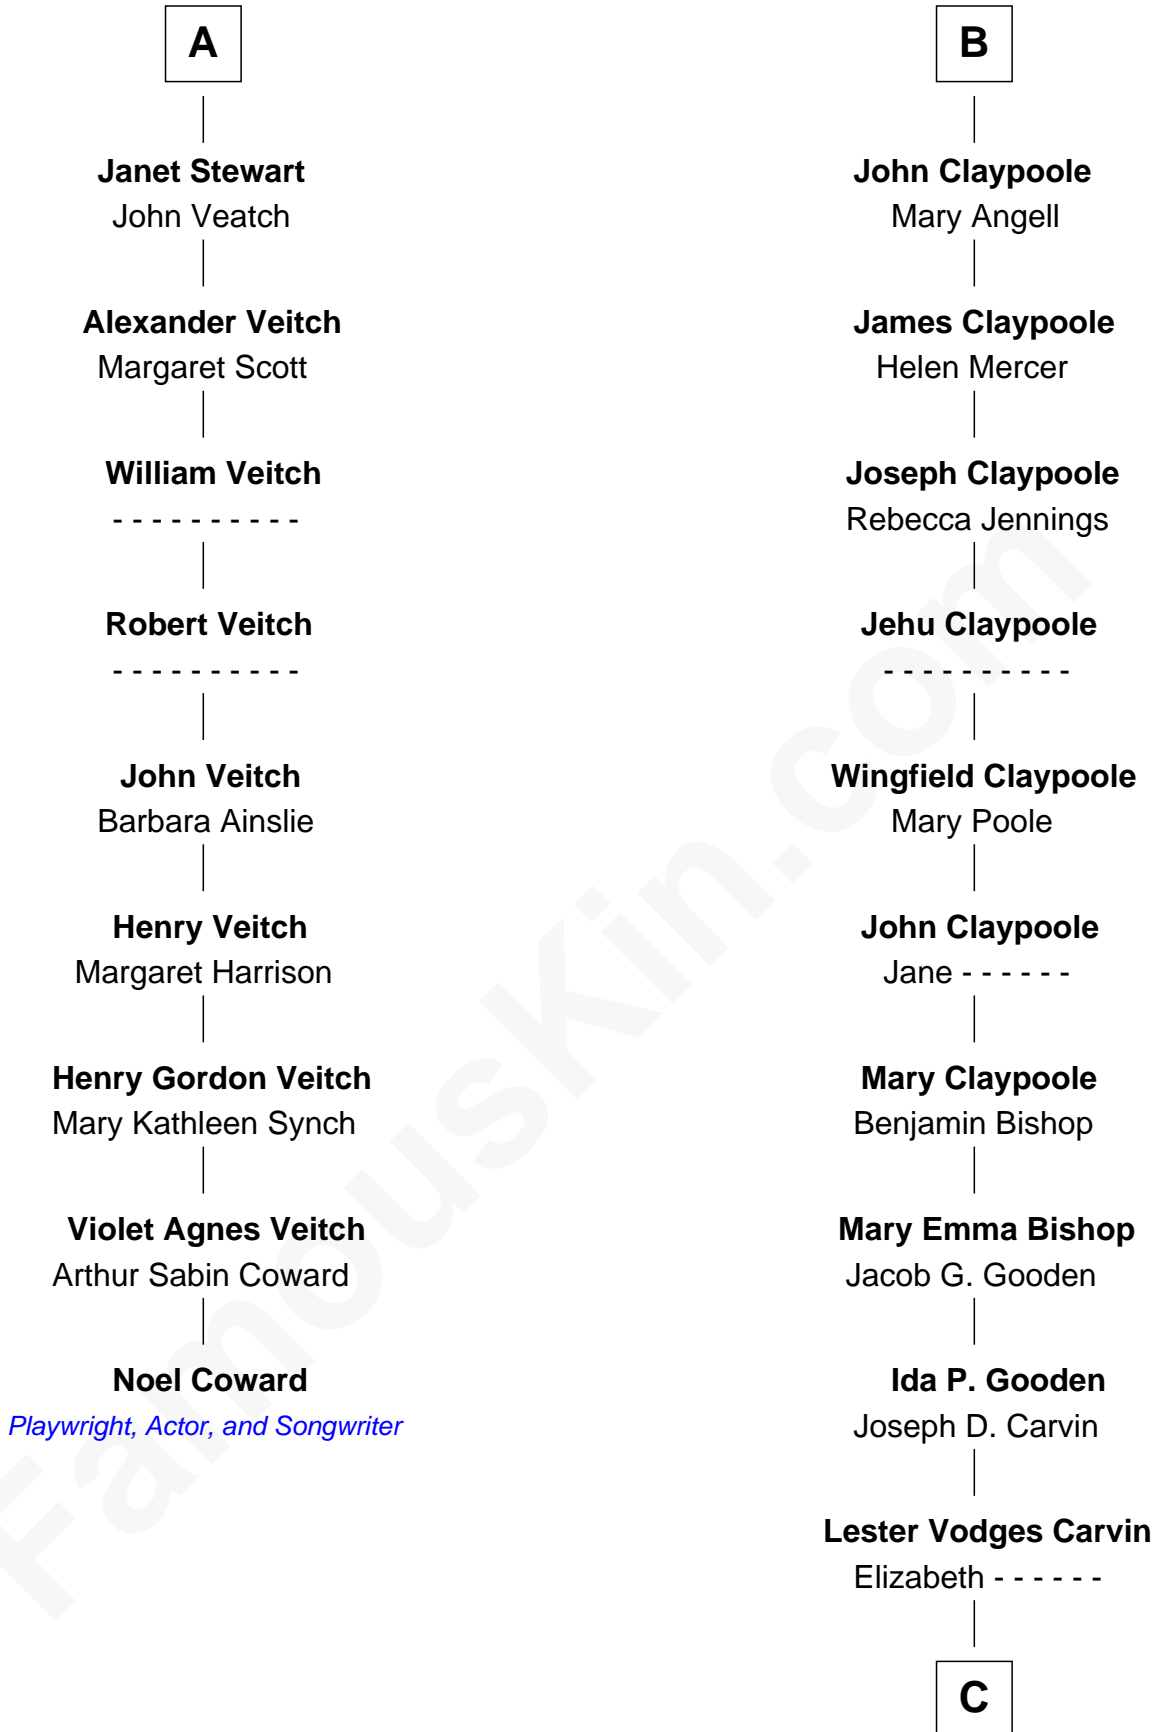 A
Janet Stewart
John Veatch
Alexander Veitch
Margaret Scott
William Veitch
- - - - - - - - - -
Robert Veitch
- - - - - - - - - -
John Veitch
Barbara Ainslie
Henry Veitch
Margaret Harrison
Henry Gordon Veitch
Mary Kathleen Synch
Violet Agnes Veitch
Arthur Sabin Coward
Noel Coward
Playwright, Actor, and Songwriter
B
John Claypoole
Mary Angell
James Claypoole
Helen Mercer
Joseph Claypoole
Rebecca Jennings
Jehu Claypoole
- - - - - - - - - -
Wingfield Claypoole
Mary Poole
John Claypoole
Jane - - - - - -
Mary Claypoole
Benjamin Bishop
Mary Emma Bishop
Jacob G. Gooden
Ida P. Gooden
Joseph D. Carvin
Lester Vodges Carvin
Elizabeth - - - - - -
C
FamousKin.com